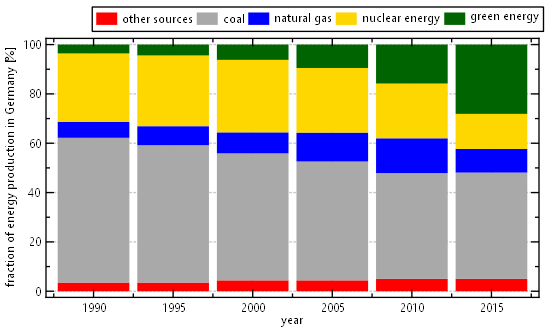 other sources coal natural gas nuclear energy green energy
fraction of energy production in Germany [%]
100
80
60
40
20
0
1990 1995 2000 2005 2010 2015
year